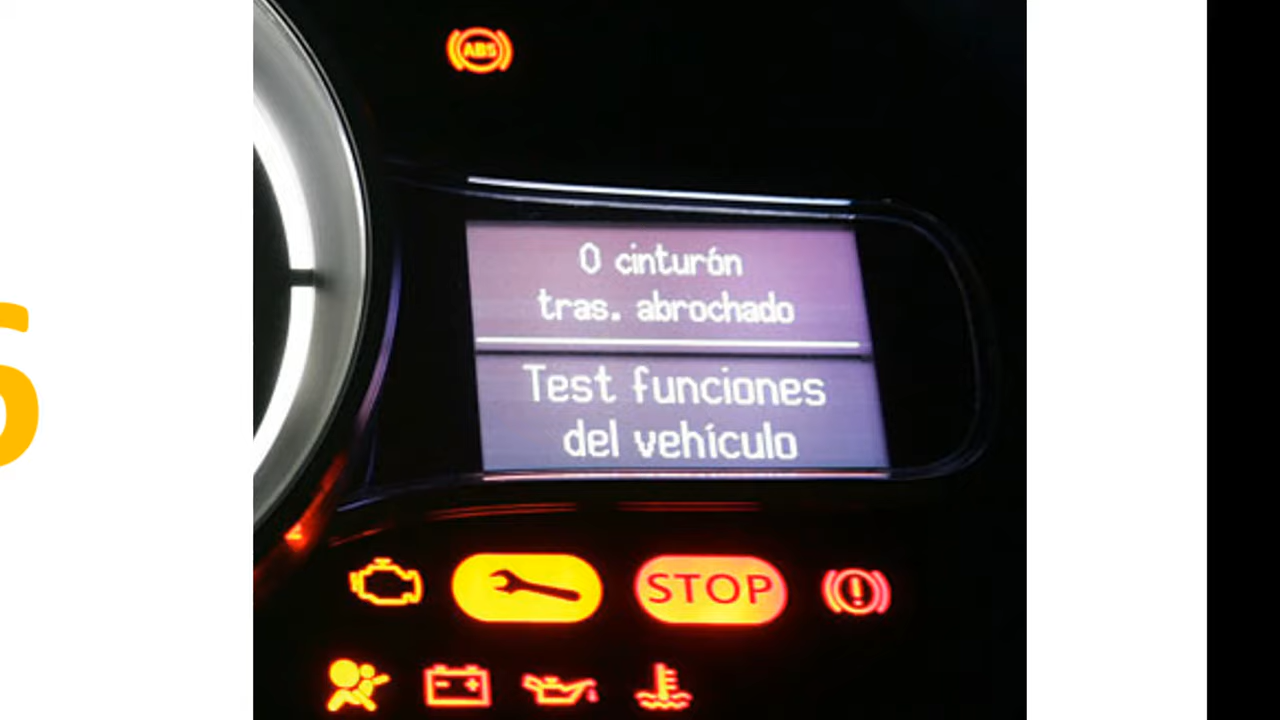 ABS
0 cinturón
tras. abrochado
Test funciones
del vehículo
STOP